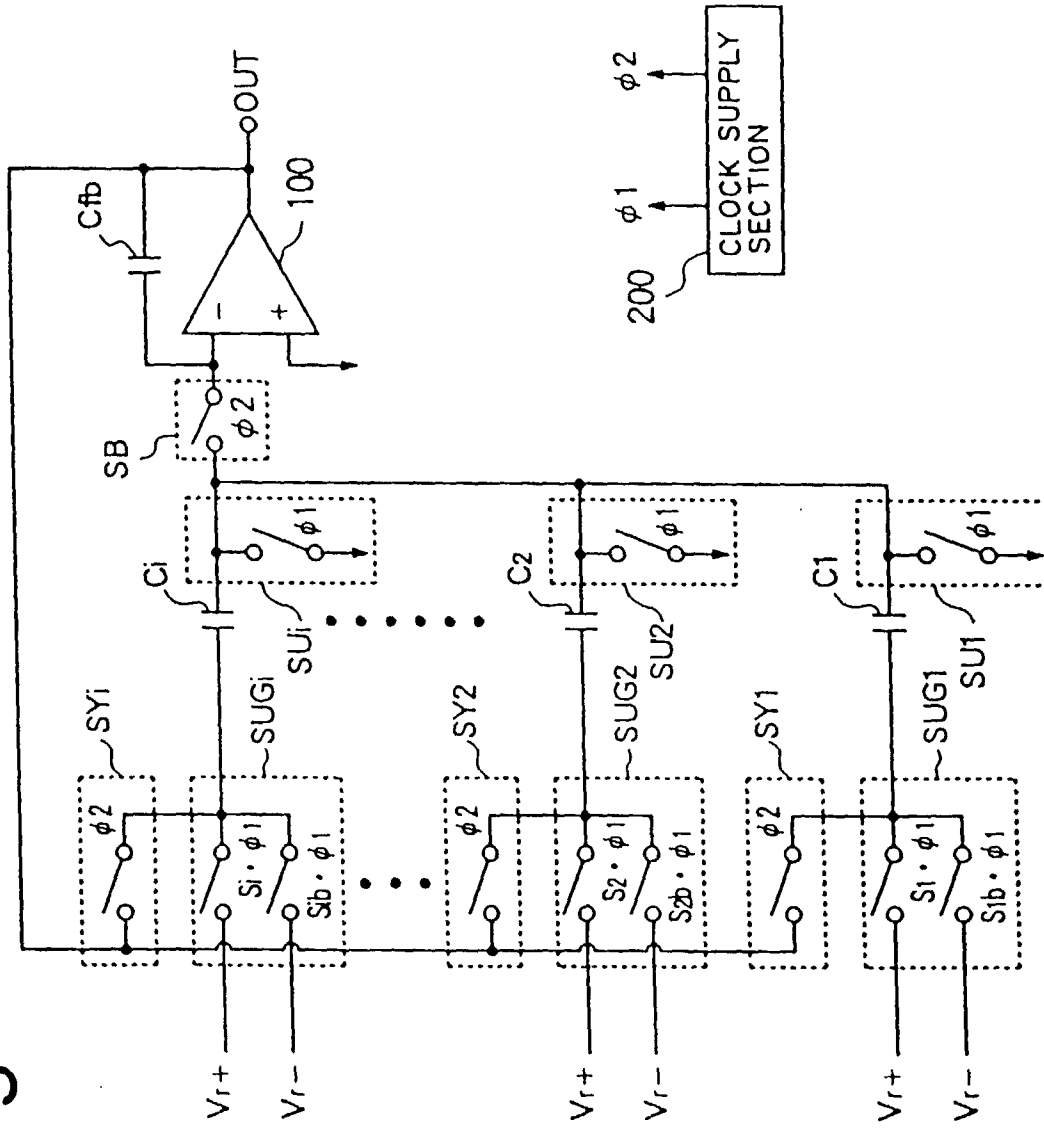 Cfb
OUT
100
SB
φ2
-
+
Ci
φ1
SUi
SYi
φ2
SUGi
Si・φ1
Sib・φ1
Vr+
Vr-
C2
φ1
SU2
SY2
φ2
SUG2
S2・φ1
S2b・φ1
Vr+
Vr-
C1
φ1
SU1
SY1
φ2
SUG1
S1・φ1
S1b・φ1
Vr+
Vr-
φ1
φ2
200
CLOCK SUPPLY
SECTION